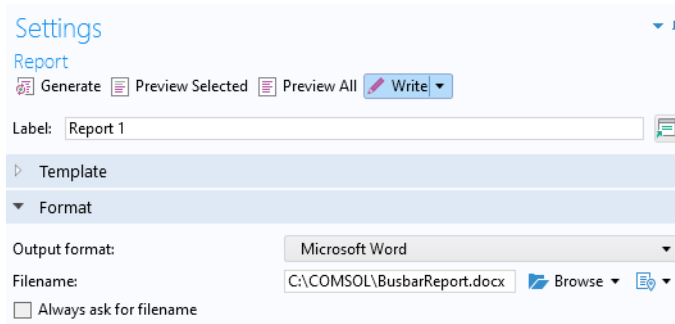 Settings
Report
Generate Preview Selected Preview All Write
Label: Report 1
Template
Format
Output format: Microsoft Word
Filename: C:\COMSOL\BusbarReport.docx Browse
Always ask for filename